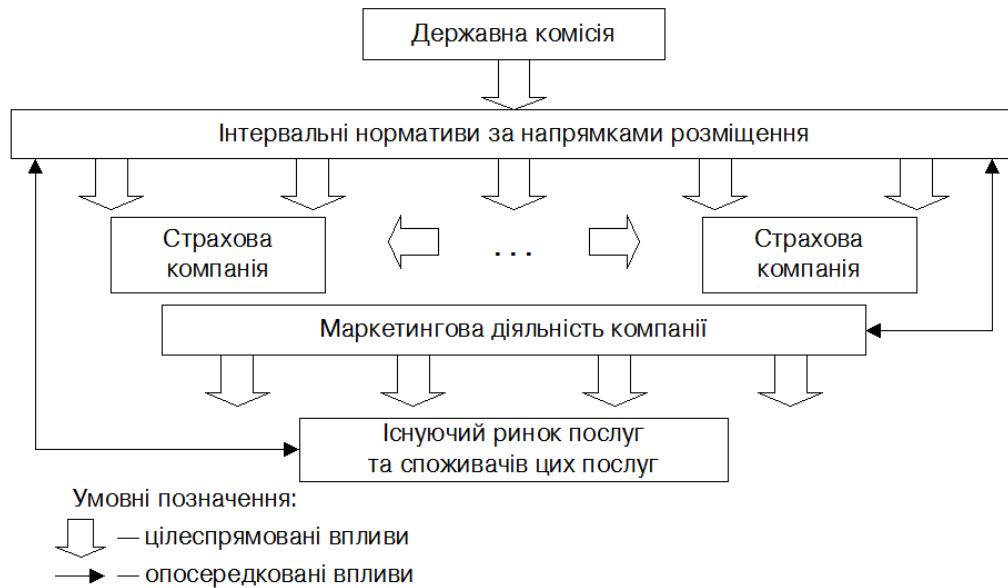 Державна комісія
Інтервальні нормативи за напрямками розміщення
Страхова
компанія
. . .
Страхова
компанія
Маркетингова діяльність компанії
Існуючий ринок послуг
та споживачів цих послуг
Умовні позначення:
— цілеспрямовані впливи
— опосередковані впливи